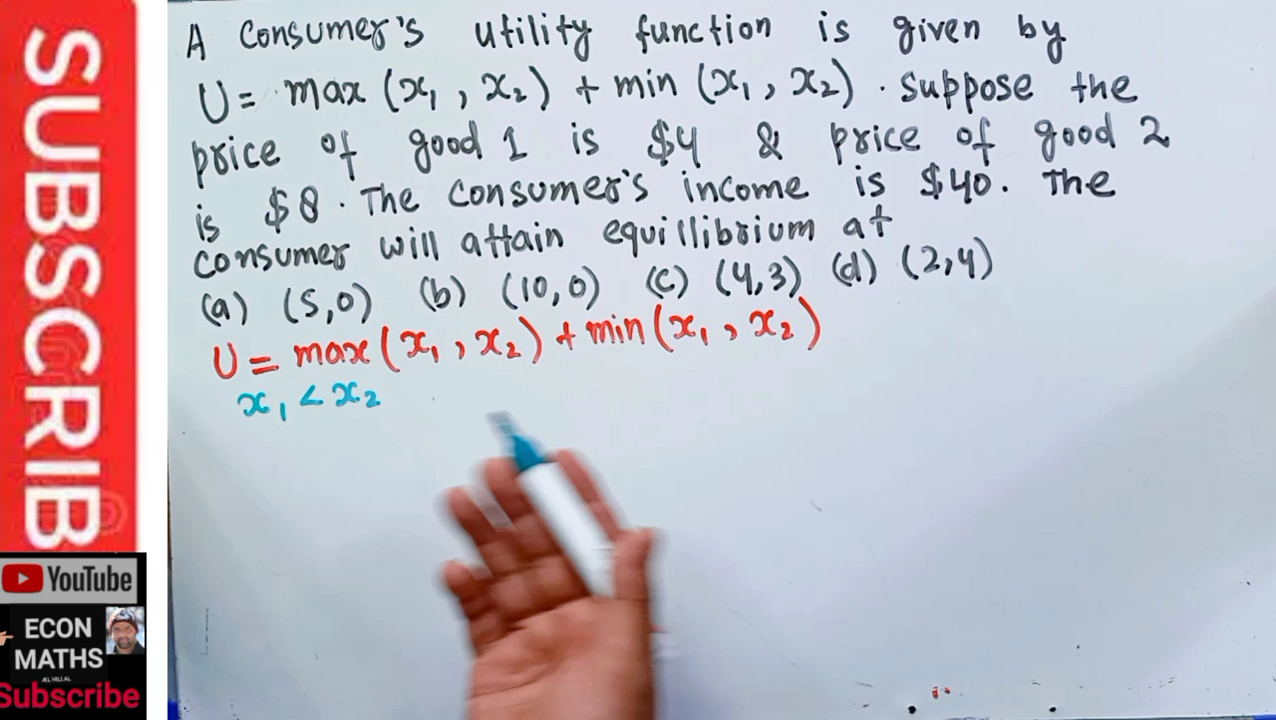 A Consumer's utility function is given by
U = max (x₁, x₂) + min (x₁, x₂). Suppose the
price of good 1 is $4 & price of good 2
is $8. The Consumer's income is $40. The
consumer will attain equillibrium at
(a) (5,0) (b) (10,0) (c) (4,3) (d) (2,4)
U = max (x₁, x₂) + min (x₁, x₂)
x₁ < x₂
SUBSCRIB
YouTube
ECON
MATHS
Subscribe